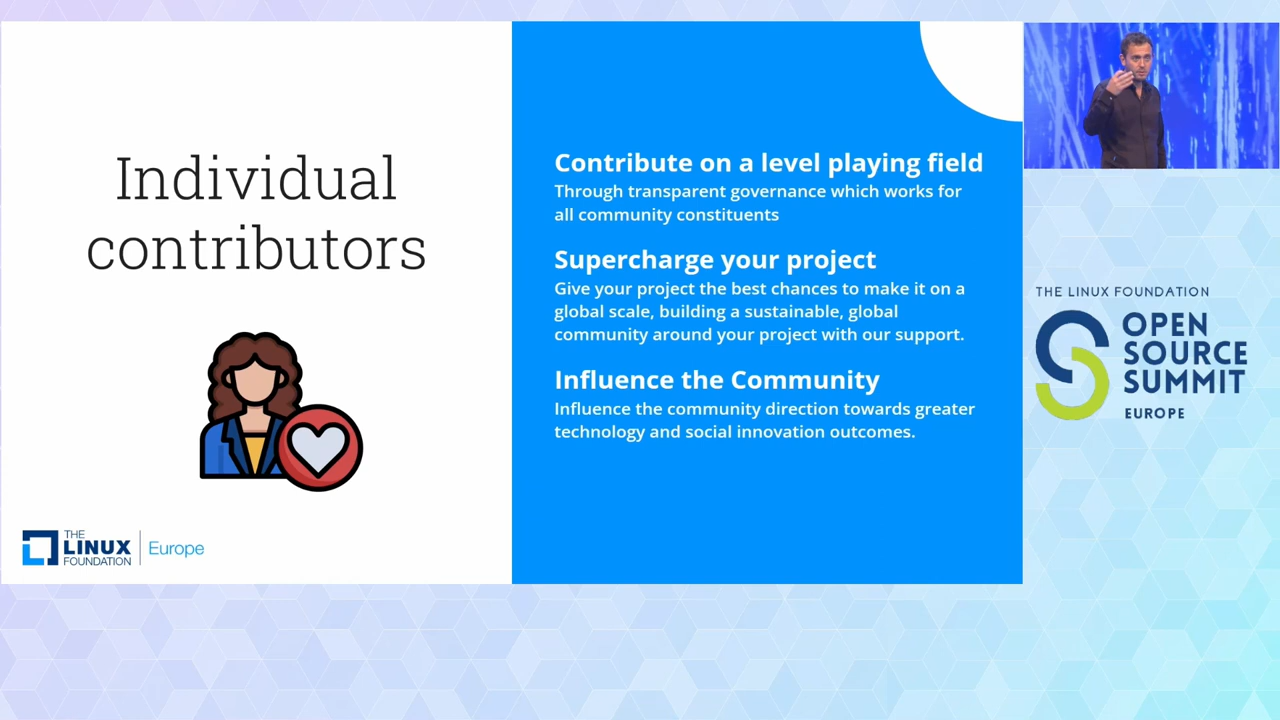 Individual
contributors
THE
LINUX
FOUNDATION
Europe
Contribute on a level playing field
Through transparent governance which works for
all community constituents
Supercharge your project
Give your project the best chances to make it on a
global scale, building a sustainable, global
community around your project with our support.
Influence the Community
Influence the community direction towards greater
technology and social innovation outcomes.
THE LINUX FOUNDATION
OPEN
SOURCE
SUMMIT
EUROPE